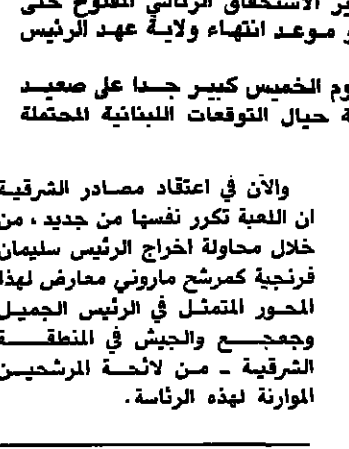 ير الاستحقاق الرئاسي المفتوح حتى
و موعد انتهاء ولاية عهد الرئيس
وم الخميس كبير جدا على صعيد
ة حيال التوقعات اللبنانية المحتملة
والآن في اعتقاد مصادر الشرقية
ان اللعبة تكرر نفسها من جديد ، من
خلال محاولة اخراج الرئيس سليمان
فرنجية كمرشح ماروني معارض لهذا
المحور المتمثل في الرئيس الجميل
وجعجع والجيش في المنطقة
الشرقية ـ من لائحة المرشحين
الموارنة لهذه الرئاسة .